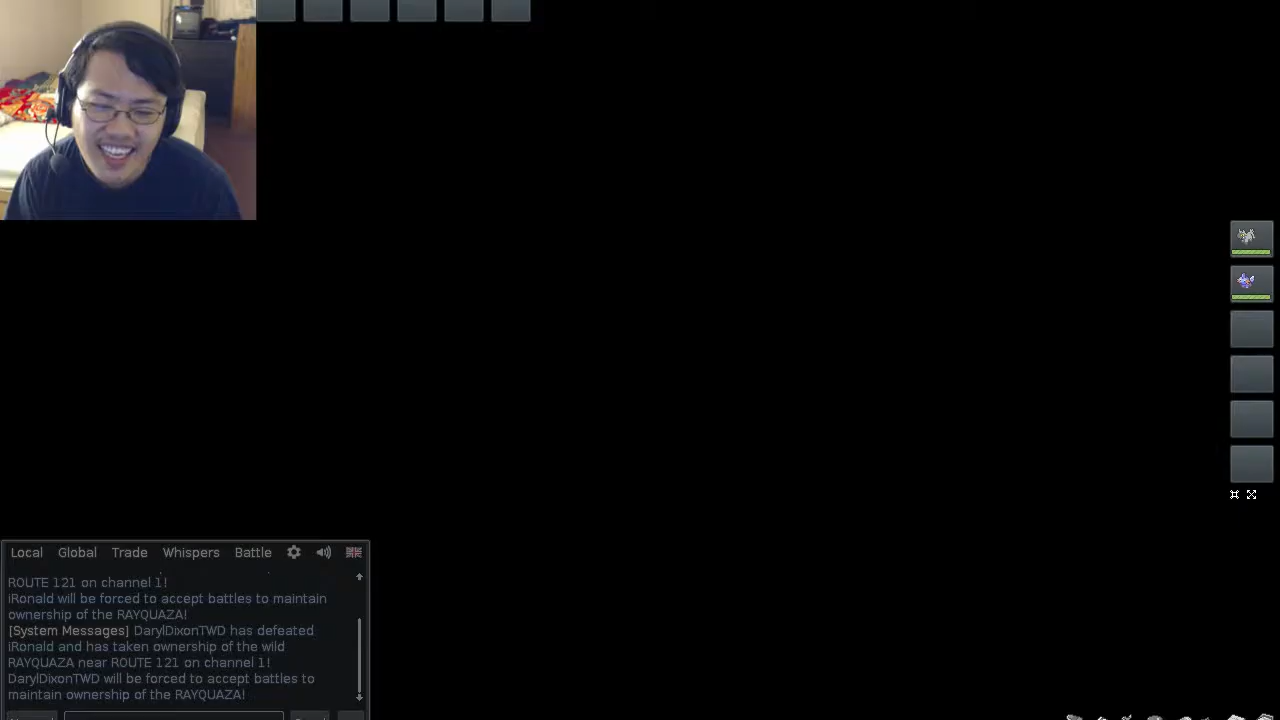 Local Global Trade Whispers Battle
ROUTE 121 on channel 1!
iRonald will be forced to accept battles to maintain
ownership of the RAYQUAZA!
[System Messages] DarylDixonTWD has defeated
iRonald and has taken ownership of the wild
RAYQUAZA near ROUTE 121 on channel 1!
DarylDixonTWD will be forced to accept battles to
maintain ownership of the RAYQUAZA!